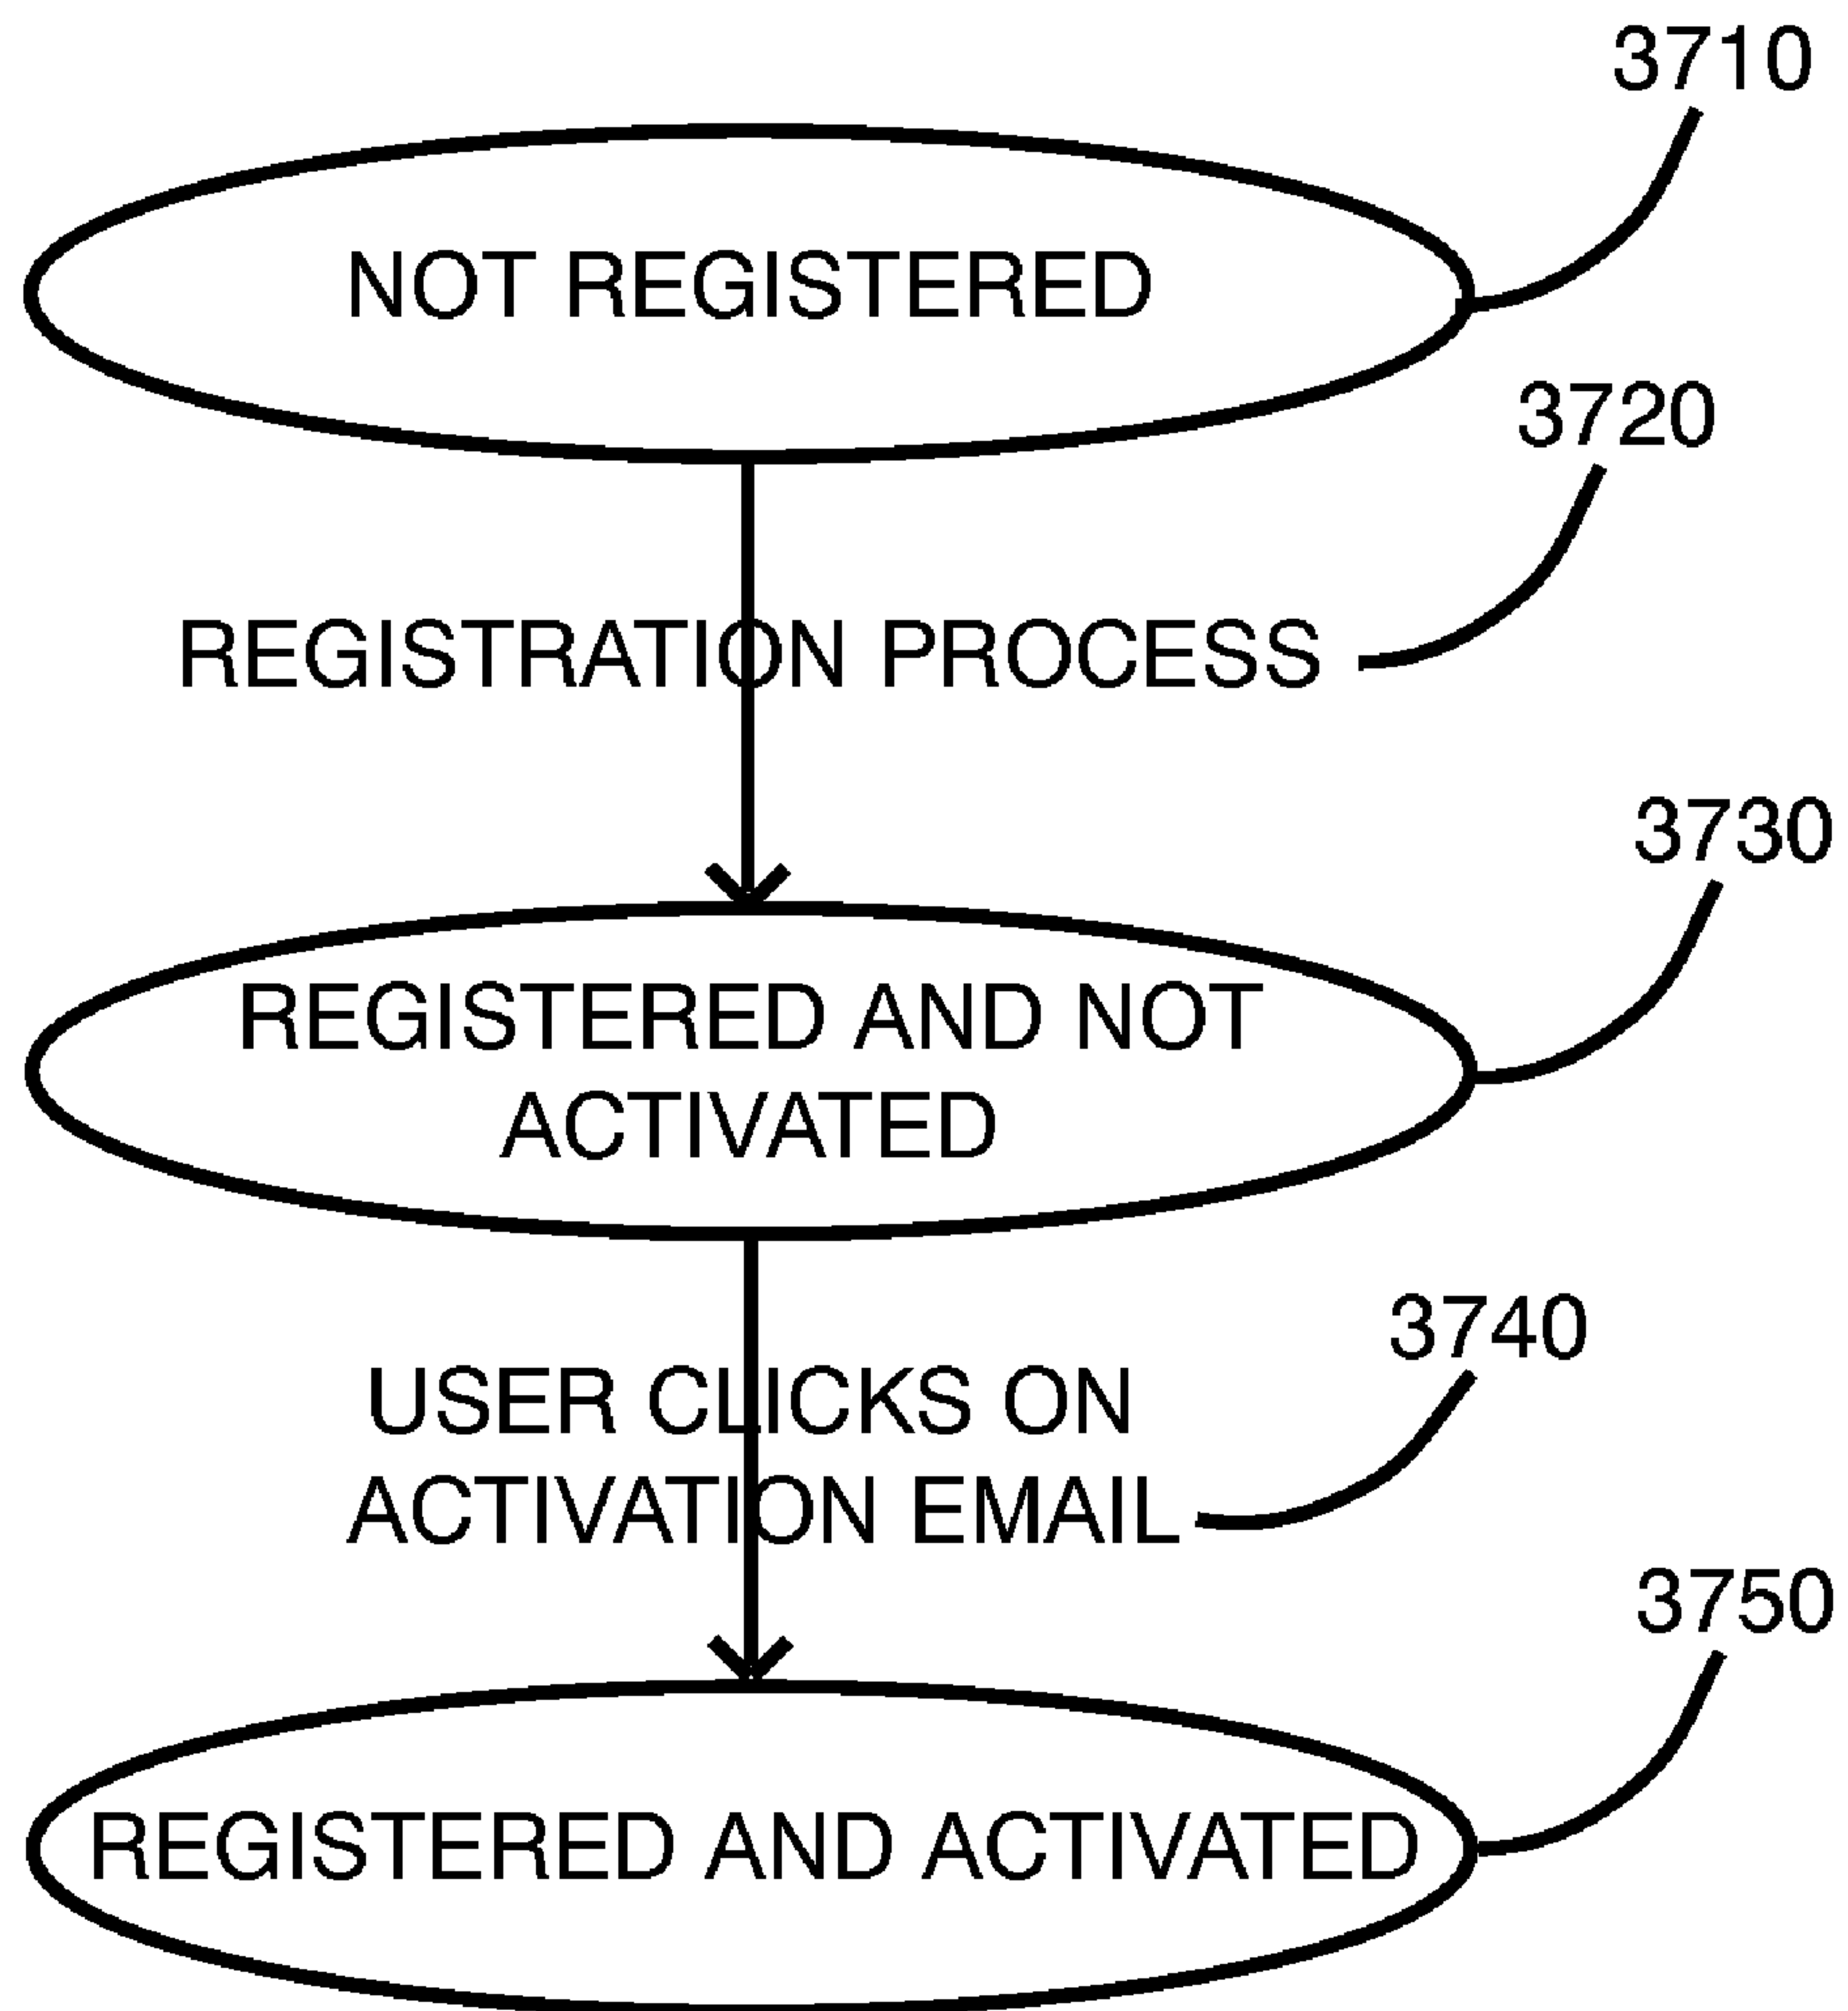 3710
NOT REGISTERED
3720
REGISTRATION PROCESS
3730
REGISTERED AND NOT
ACTIVATED
3740
USER CLICKS ON
ACTIVATION EMAIL
3750
REGISTERED AND ACTIVATED